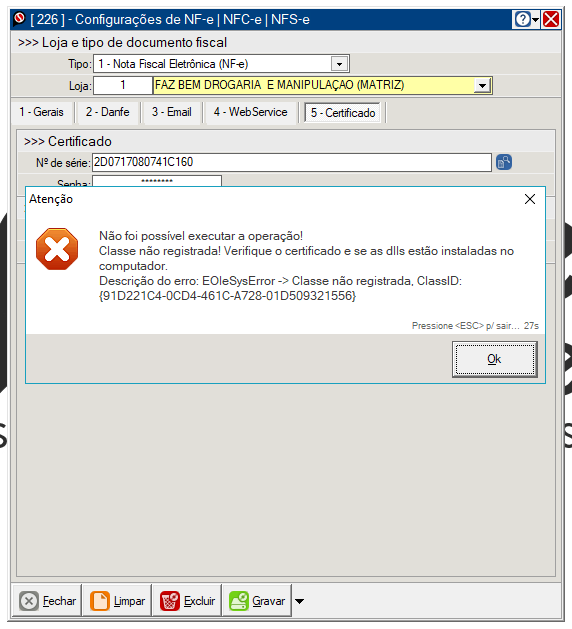 [ 226 ] - Configurações de NF-e | NFC-e | NFS-e
>>> Loja e tipo de documento fiscal
Tipo: 1 - Nota Fiscal Eletrônica (NF-e)
Loja: 1 FAZ BEM DROGARIA E MANIPULAÇAO (MATRIZ)
1 - Gerais 2 - Danfe 3 - Email 4 - WebService 5 - Certificado
>>> Certificado
Nº de série: 2D0717080741C160
Senha: ********
Atenção
Não foi possível executar a operação!
Classe não registrada! Verifique o certificado e se as dlls estão instaladas no
computador.
Descrição do erro: EOleSysError -> Classe não registrada, ClassID:
{91D221C4-0CD4-461C-A728-01D509321556}
Pressione <ESC> p/ sair... 27s
Ok
Fechar Limpar Excluir Gravar